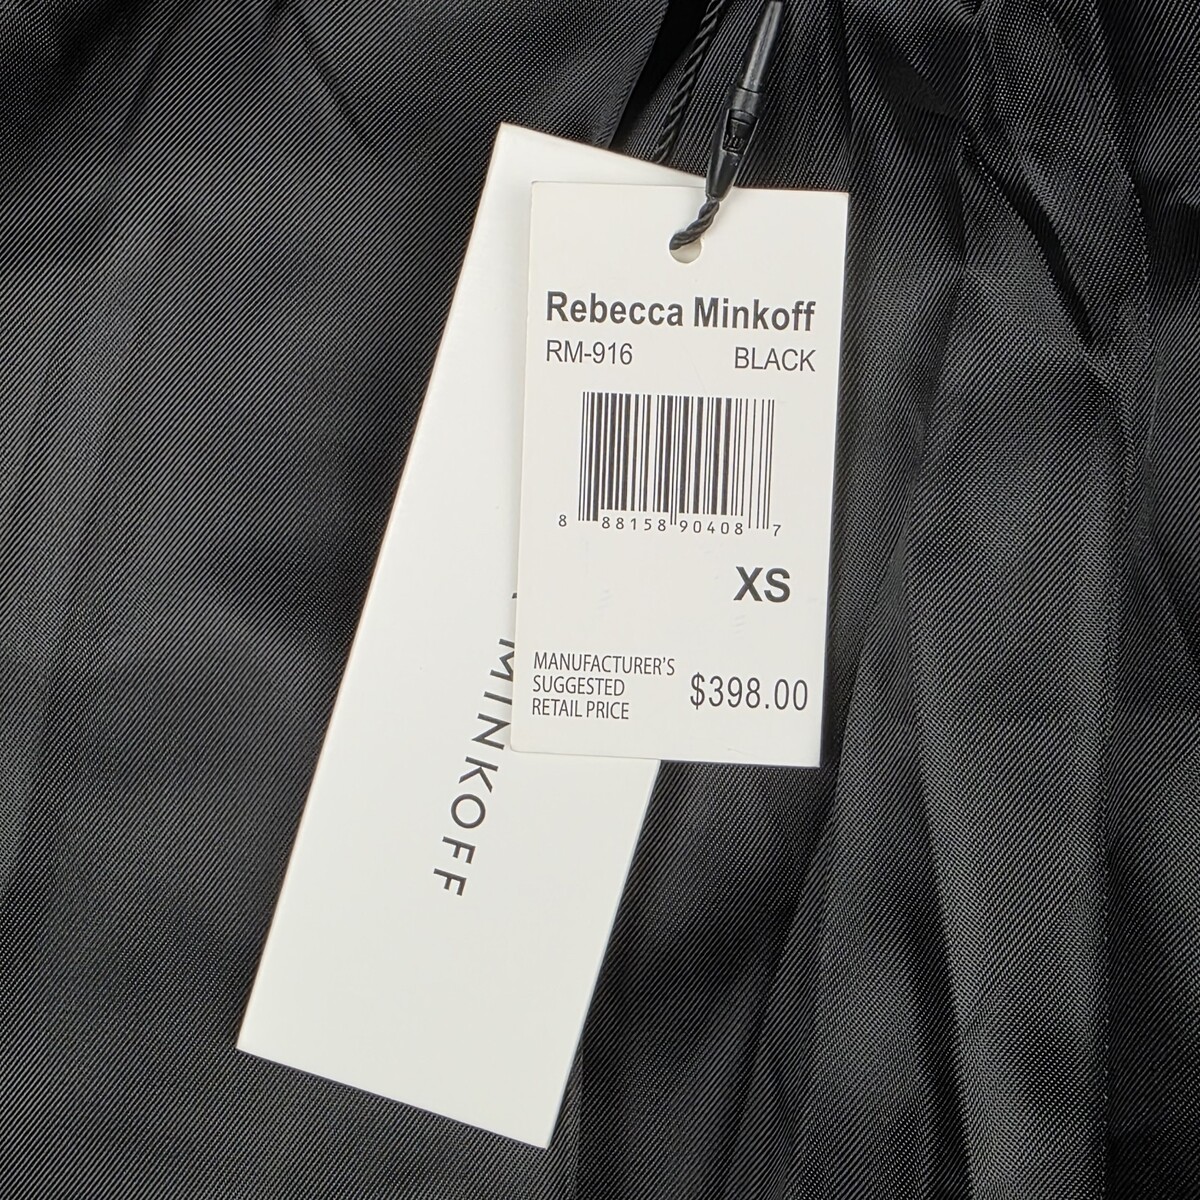 Rebecca Minkoff
RM-916 BLACK
8 88158 90408 7
XS
MANUFACTURER'S
SUGGESTED
RETAIL PRICE
$398.00
MINKOFF